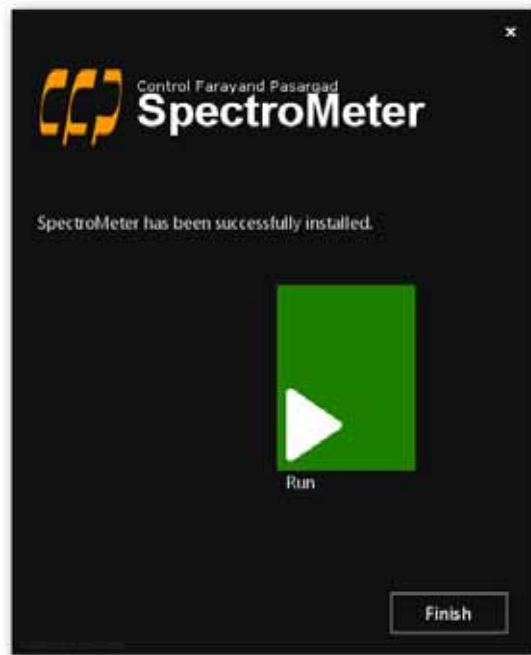 Control Farayand Pasargad
SpectroMeter
SpectroMeter has been successfully installed.
Run
Finish